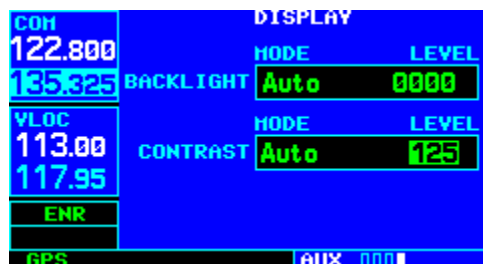 COM
122.800
135.325
VLOC
113.00
117.95
ENR
GPS
DISPLAY
MODE LEVEL
BACKLIGHT Auto 0000
MODE LEVEL
CONTRAST Auto 125
AUX